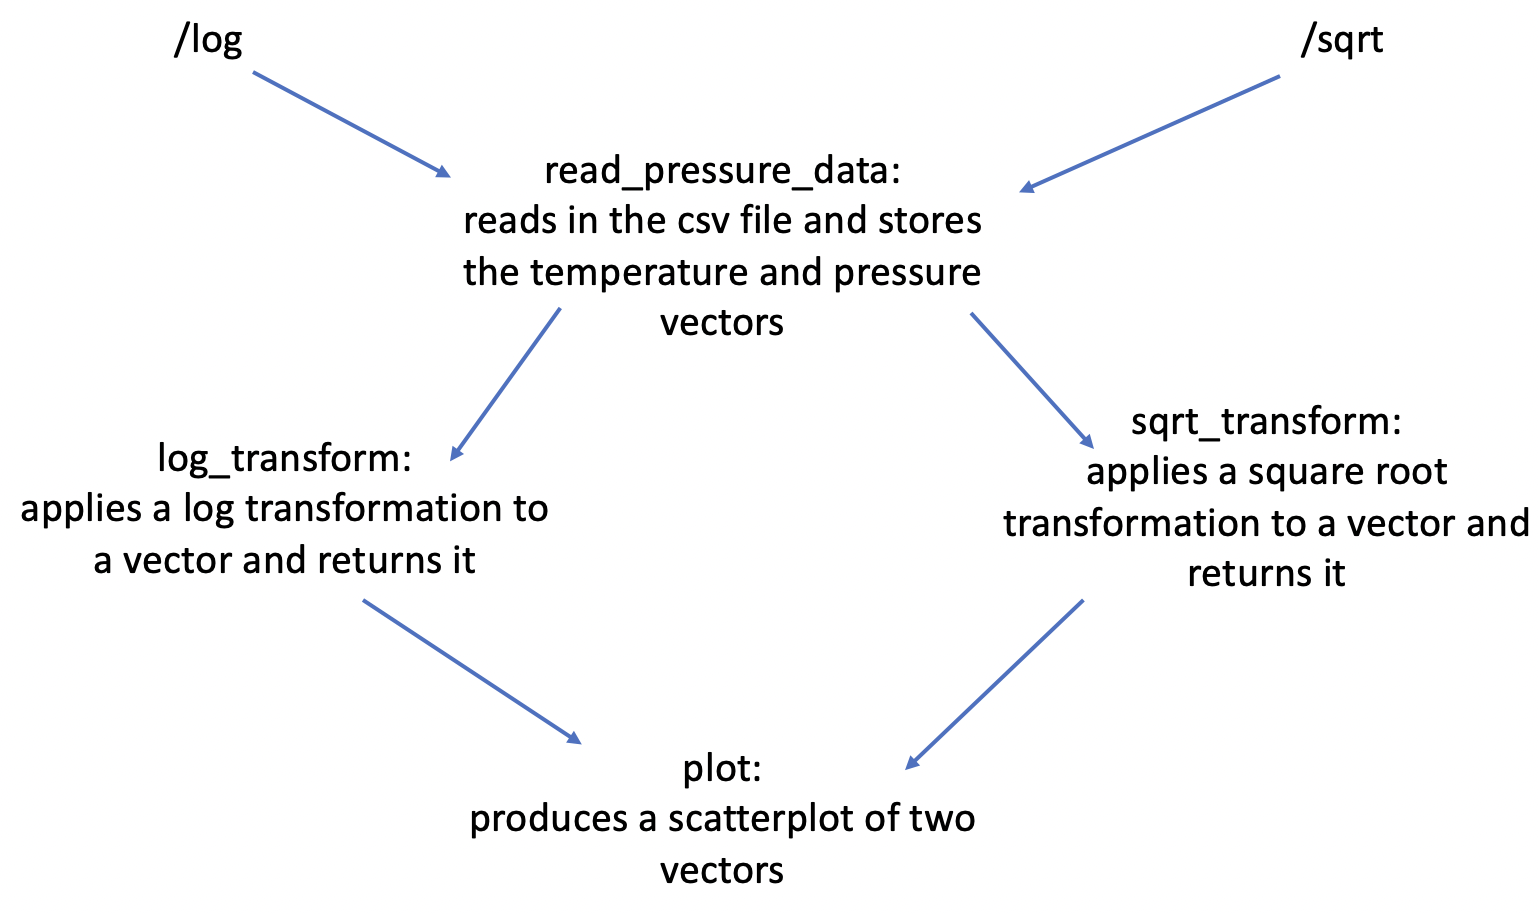 /log
/sqrt
read_pressure_data:
reads in the csv file and stores
the temperature and pressure
vectors
log_transform:
applies a log transformation to
a vector and returns it
sqrt_transform:
applies a square root
transformation to a vector and
returns it
plot:
produces a scatterplot of two
vectors